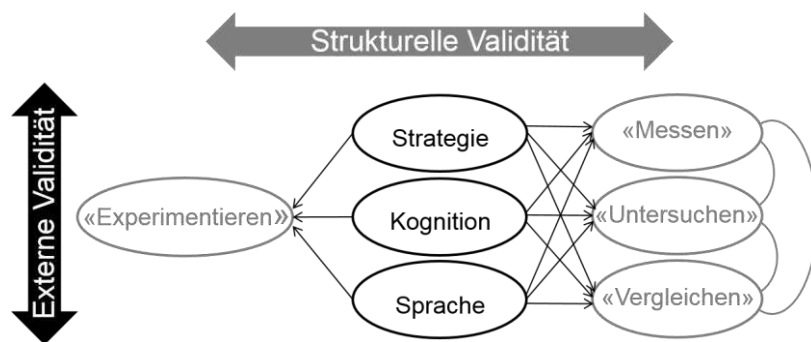 Strukturelle Validität
Externe Validität
Strategie
«Messen»
«Experimentieren»
Kognition
«Untersuchen»
Sprache
«Vergleichen»